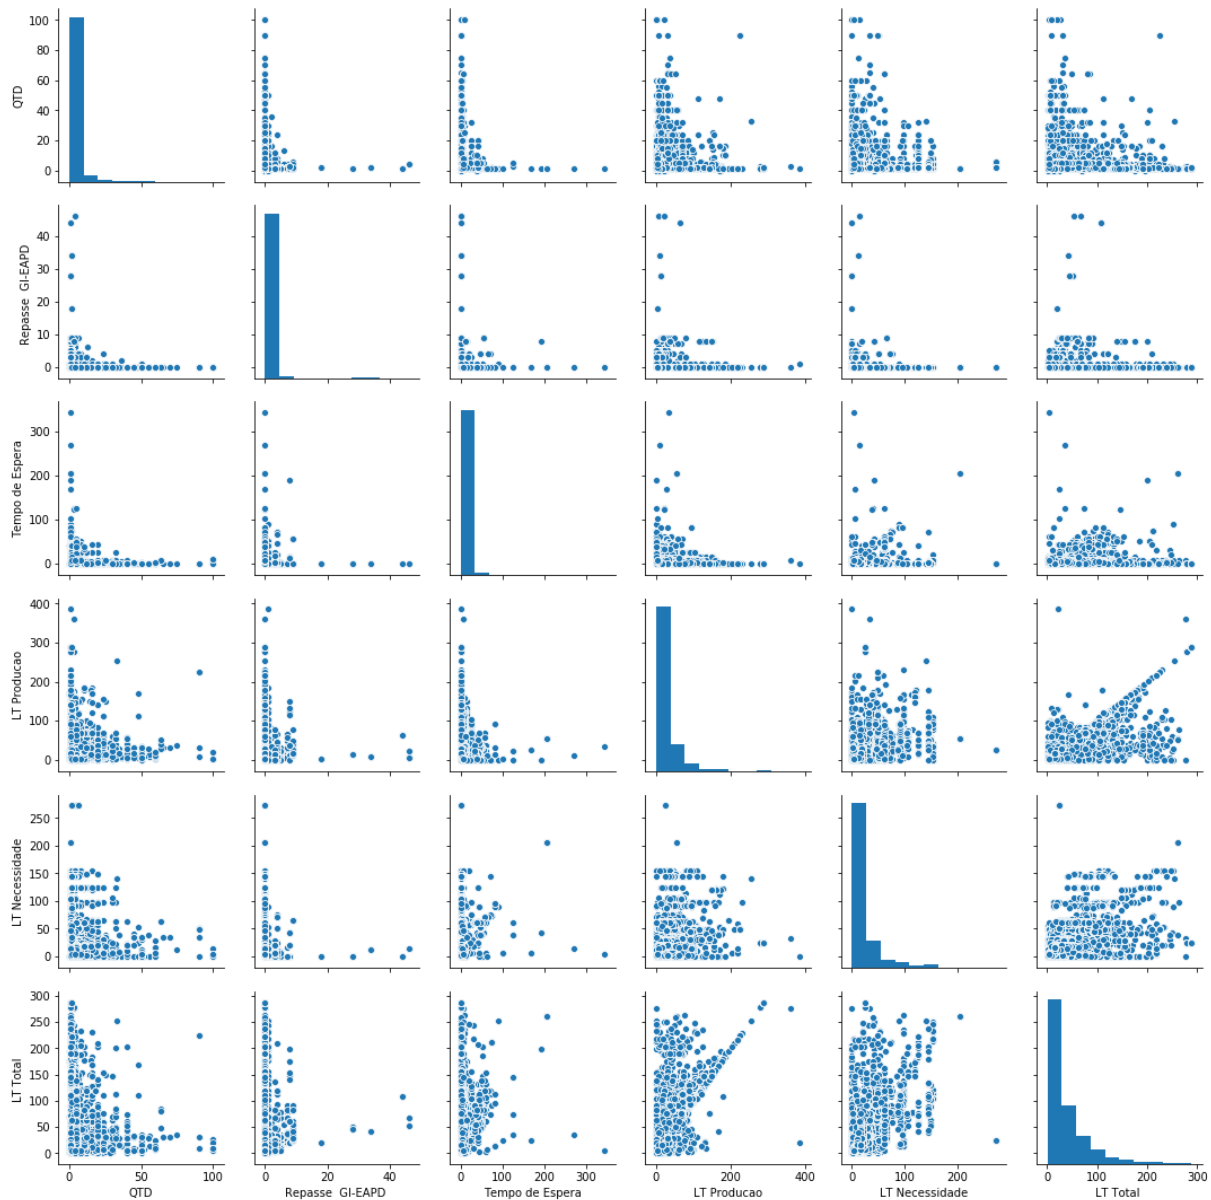 100
80
60
40
20
0
QTD
40
30
20
10
0
Repasse  GI-EAPD
300
200
100
0
Tempo de Espera
400
300
200
100
0
LT Producao
250
200
150
100
50
0
LT Necessidade
300
250
200
150
100
50
0
LT Total
0 50 100
QTD
0 20 40
Repasse  GI-EAPD
0 100 200 300
Tempo de Espera
0 200 400
LT Producao
0 100 200
LT Necessidade
0 100 200 300
LT Total